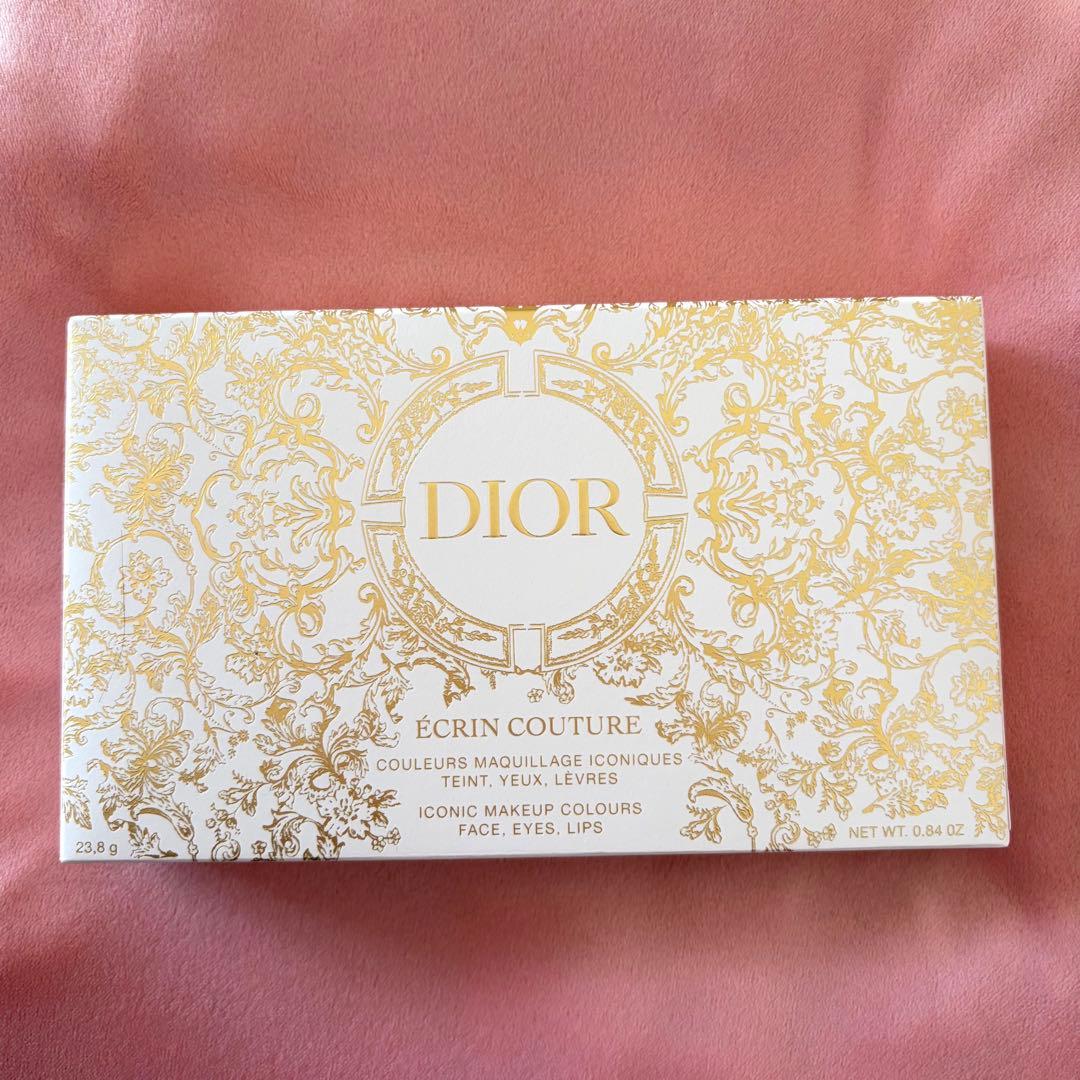 DIOR
ÉCRIN COUTURE
COULEURS MAQUILLAGE ICONIQUES
TEINT, YEUX, LÈVRES
ICONIC MAKEUP COLOURS
FACE, EYES, LIPS
23,8 g
NET WT. 0.84 OZ